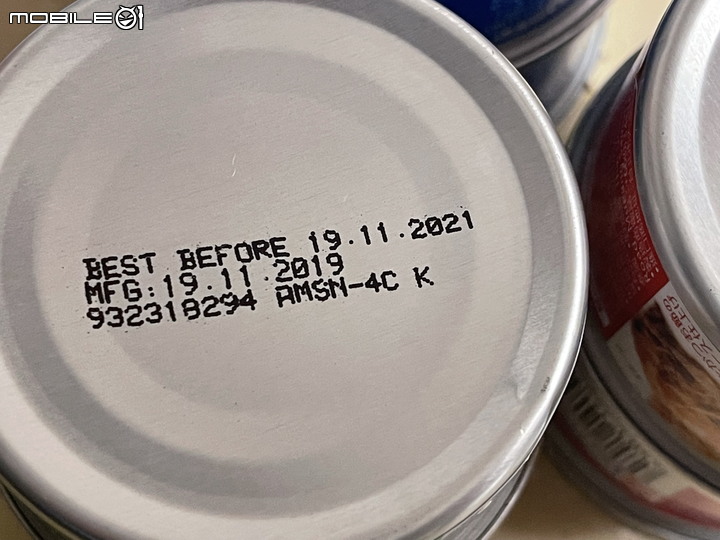 MOBILE01
BEST BEFORE 19.11.2021
MFG:19.11.2019
932318294 AMSN-4C K